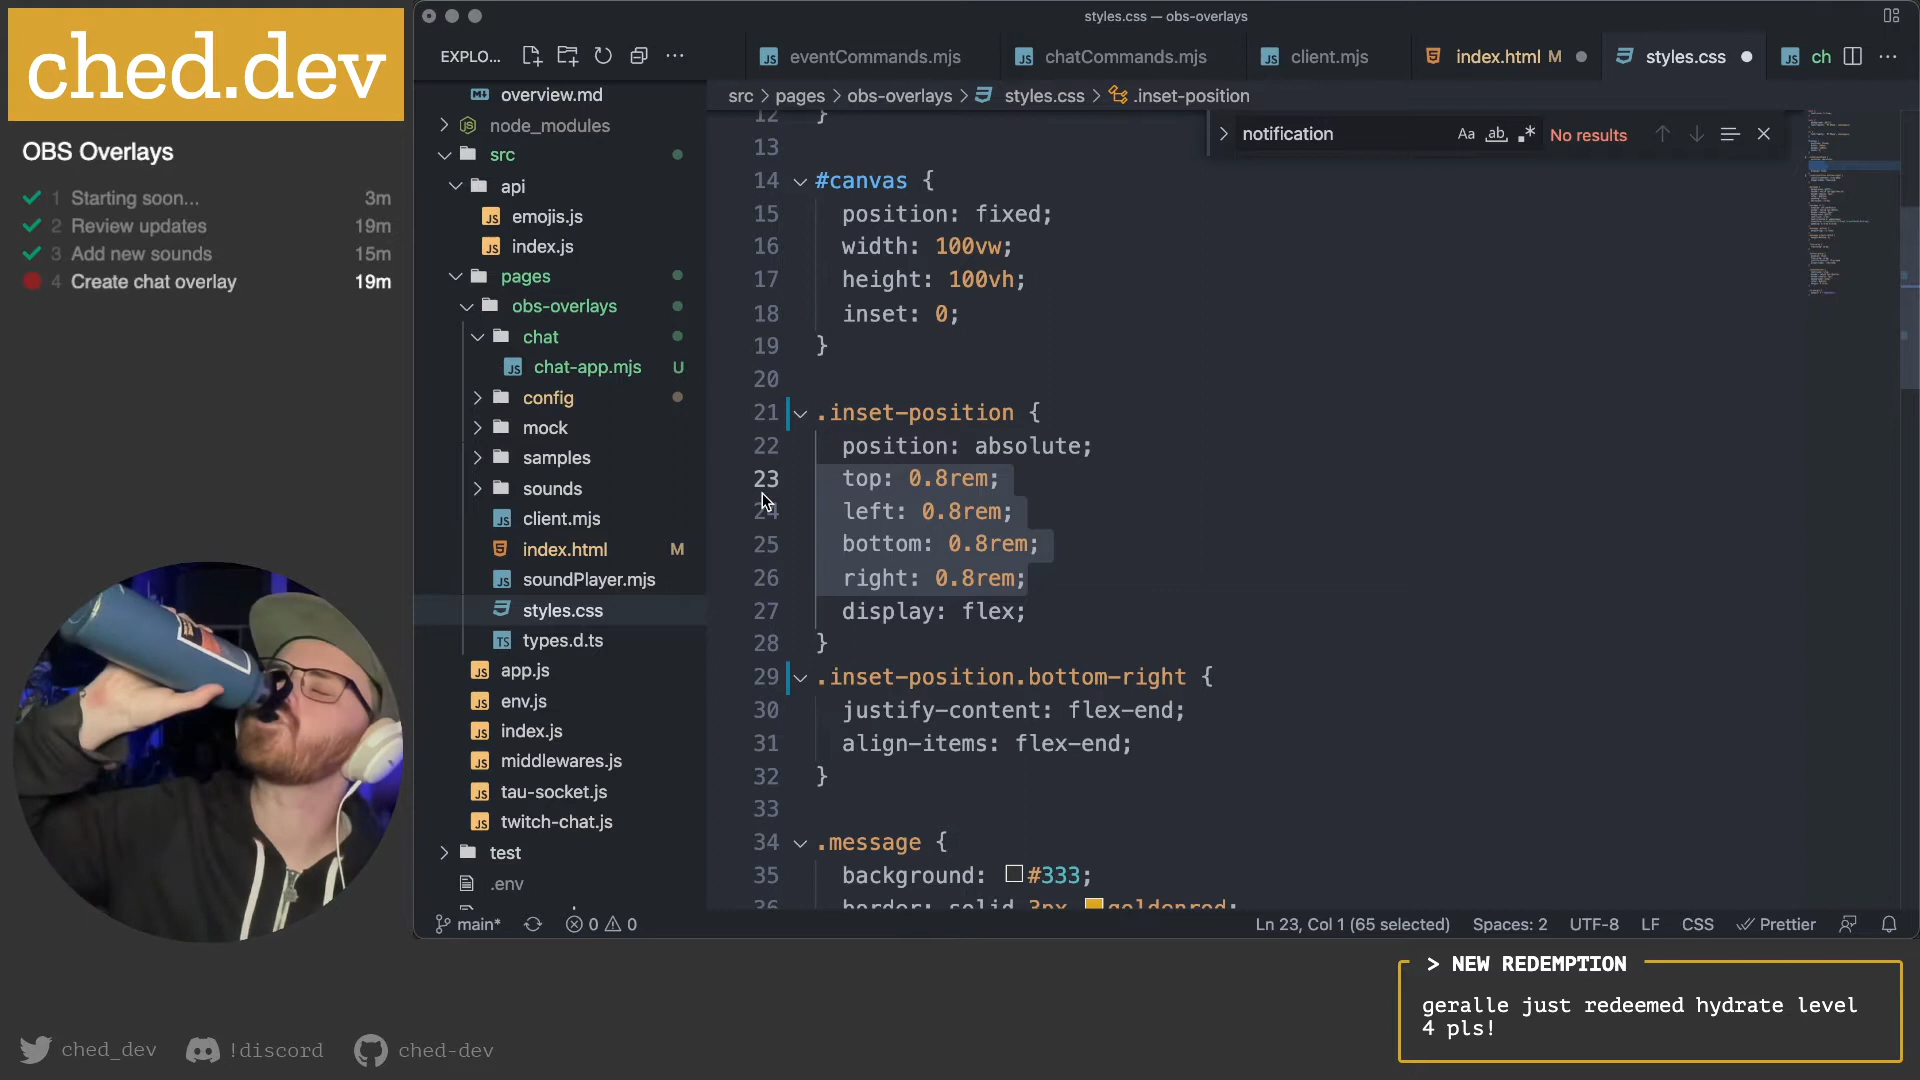 ched.dev
OBS Overlays
1 Starting soon... 3m
2 Review updates 19m
3 Add new sounds 15m
4 Create chat overlay 19m
styles.css — obs-overlays
EXPLO...
eventCommands.mjs
chatCommands.mjs
client.mjs
index.html M
styles.css
ch
src > pages > obs-overlays > styles.css > .inset-position
notification
Aa ab .* No results
overview.md
node_modules
src
api
emojis.js
index.js
pages
obs-overlays
chat
chat-app.mjs U
config
mock
samples
sounds
client.mjs
index.html M
soundPlayer.mjs
styles.css
types.d.ts
app.js
env.js
index.js
middlewares.js
tau-socket.js
twitch-chat.js
test
.env
12 }
13
14 #canvas {
15 position: fixed;
16 width: 100vw;
17 height: 100vh;
18 inset: 0;
19 }
20
21 .inset-position {
22 position: absolute;
23 top: 0.8rem;
24 left: 0.8rem;
25 bottom: 0.8rem;
26 right: 0.8rem;
27 display: flex;
28 }
29 .inset-position.bottom-right {
30 justify-content: flex-end;
31 align-items: flex-end;
32 }
33
34 .message {
35 background: #333;
36 border: solid 3px goldenrod;
main* 0 0
Ln 23, Col 1 (65 selected) Spaces: 2 UTF-8 LF CSS Prettier
> NEW REDEMPTION
geralle just redeemed hydrate level
4 pls!
ched_dev !discord ched-dev